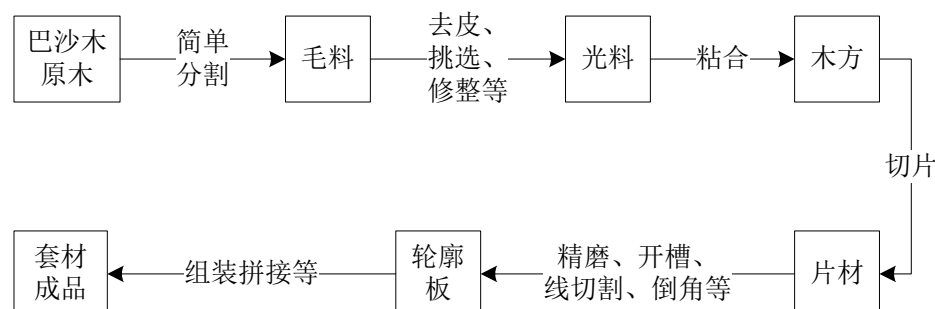 巴沙木
原木
简单
分割
毛料
去皮、
挑选、
修整等
光料
粘合
木方
切片
片材
精磨、开槽、
线切割、倒角等
轮廓
板
组装拼接等
套材
成品